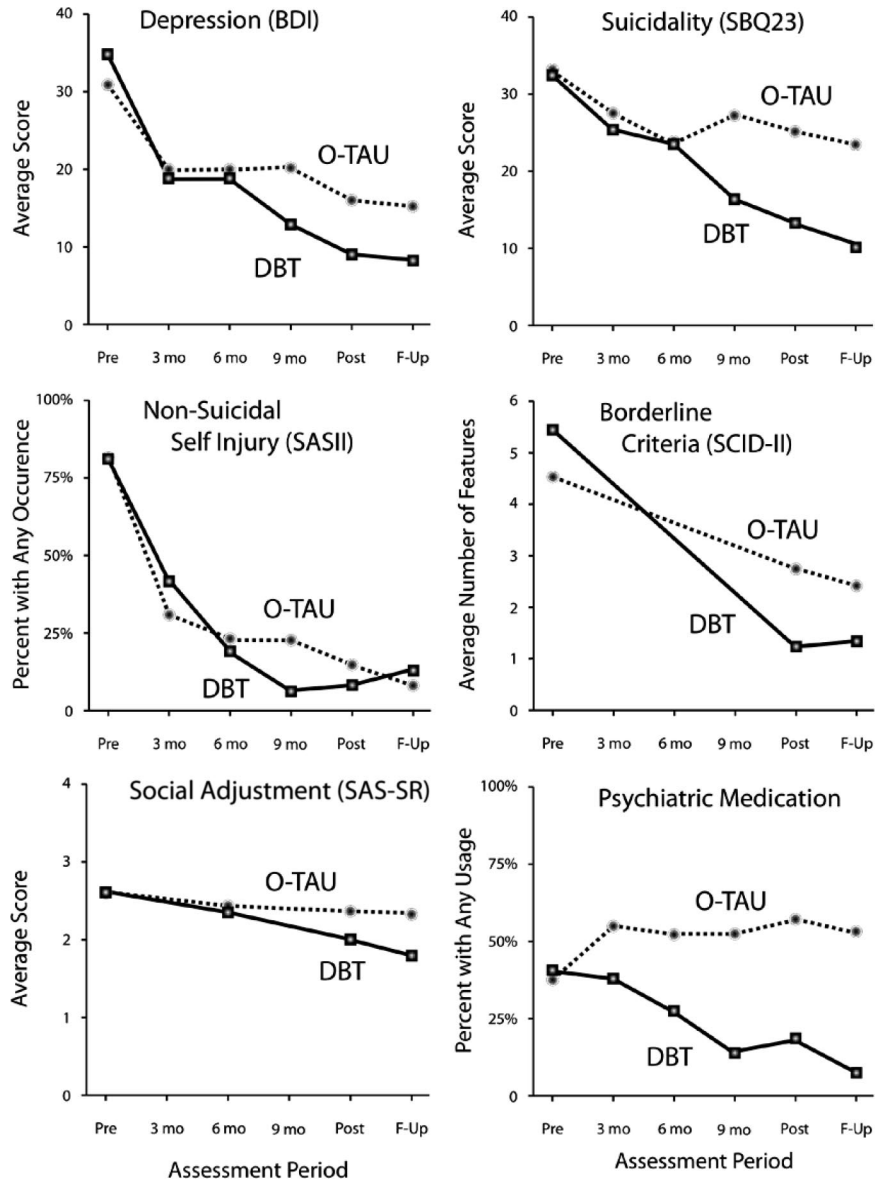 Depression (BDI)
40
30
20
10
0
Average Score
O-TAU
DBT
Pre 3 mo 6 mo 9 mo Post F-Up
Suicidality (SBQ23)
40
30
20
10
0
Average Score
O-TAU
DBT
Pre 3 mo 6 mo 9 mo Post F-Up
Non-Suicidal
Self Injury (SASII)
100%
75%
50%
25%
0
Percent with Any Occurence
O-TAU
DBT
Pre 3 mo 6 mo 9 mo Post F-Up
Borderline
Criteria (SCID-II)
6
5
4
3
2
1
0
Average Number of Features
O-TAU
DBT
Pre 3 mo 6 mo 9 mo Post F-Up
Social Adjustment (SAS-SR)
4
3
2
1
0
Average Score
O-TAU
DBT
Pre 3 mo 6 mo 9 mo Post F-Up
Assessment Period
Psychiatric Medication
100%
75%
50%
25%
0
Percent with Any Usage
O-TAU
DBT
Pre 3 mo 6 mo 9 mo Post F-Up
Assessment Period